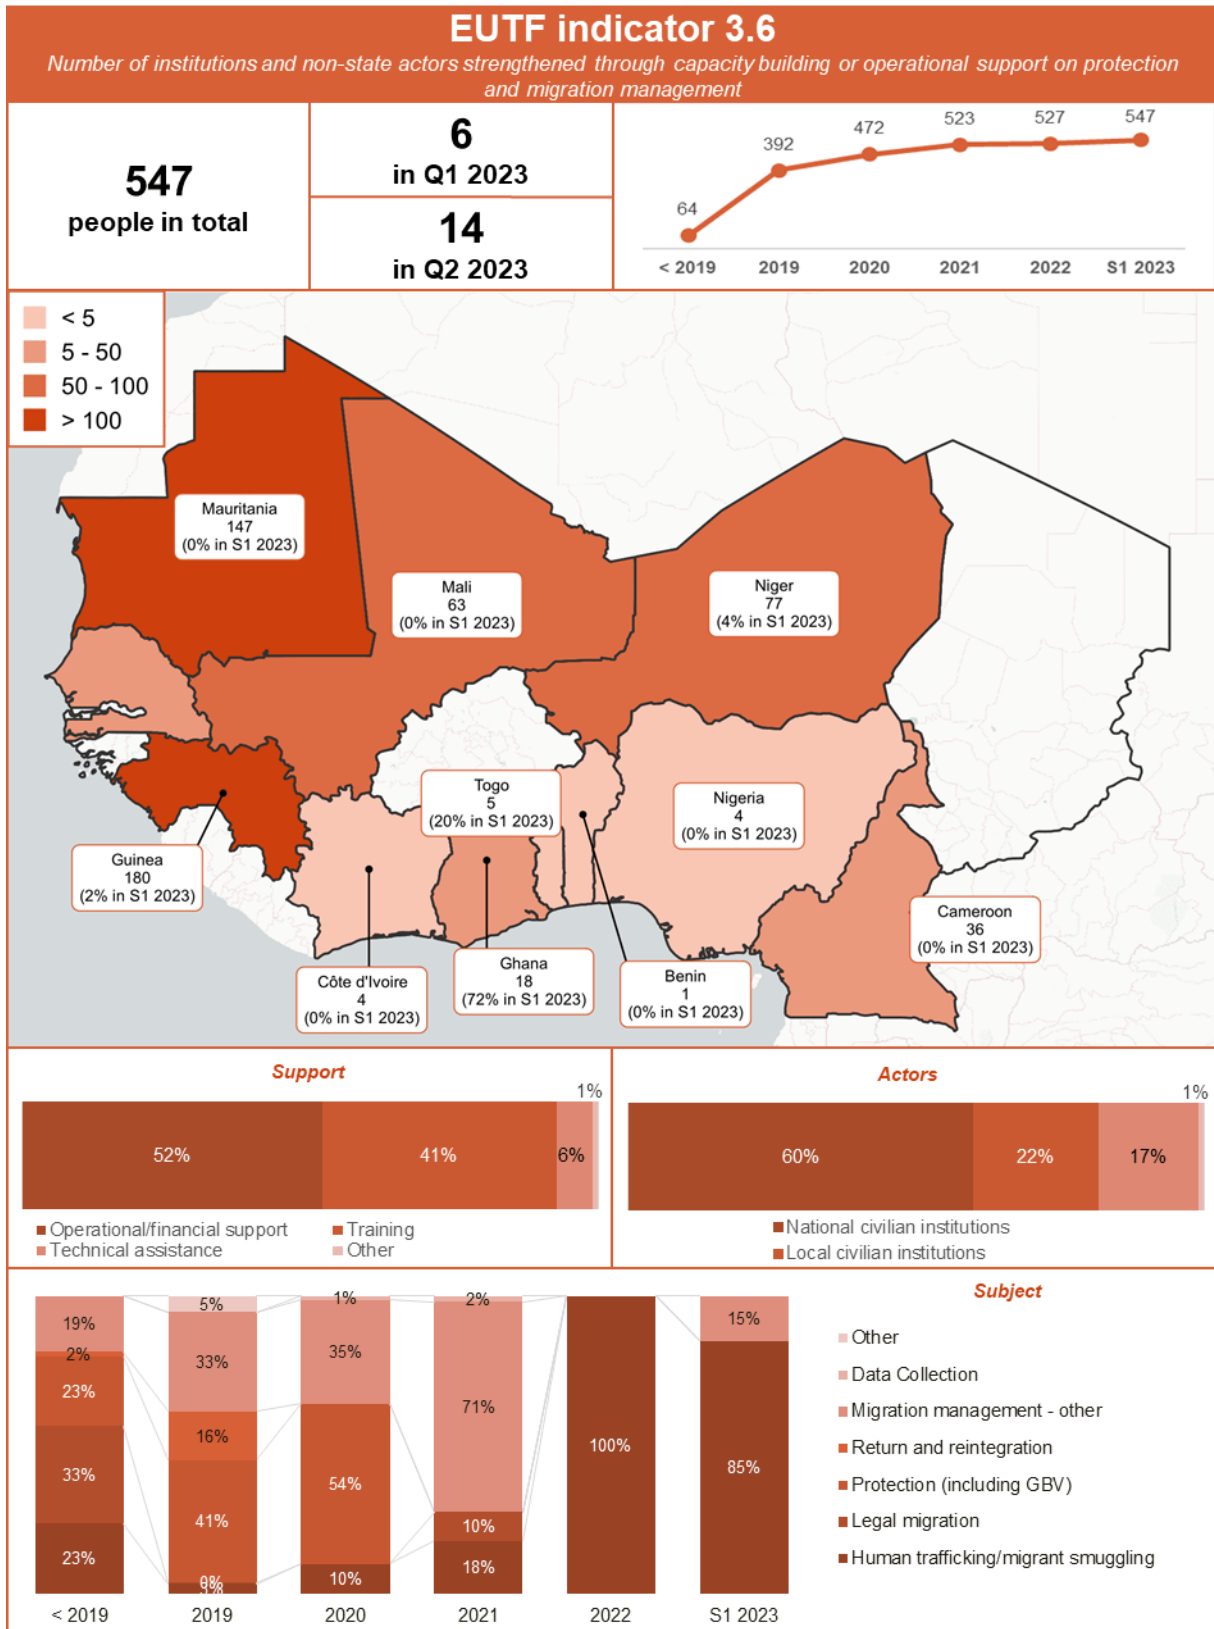 EUTF indicator 3.6
Number of institutions and non-state actors strengthened through capacity building or operational support on protection
and migration management
547
people in total
6
in Q1 2023
14
in Q2 2023
64
392
472
523
527
547
< 2019
2019
2020
2021
2022
S1 2023
< 5
5 - 50
50 - 100
> 100
Mauritania
147
(0% in S1 2023)
Mali
63
(0% in S1 2023)
Niger
77
(4% in S1 2023)
Togo
5
(20% in S1 2023)
Nigeria
4
(0% in S1 2023)
Guinea
180
(2% in S1 2023)
Cameroon
36
(0% in S1 2023)
Côte d'Ivoire
4
(0% in S1 2023)
Ghana
18
(72% in S1 2023)
Benin
1
(0% in S1 2023)
Support
1%
52%
41%
6%
Operational/financial support
Training
Technical assistance
Other
Actors
1%
60%
22%
17%
National civilian institutions
Local civilian institutions
19%
2%
23%
33%
23%
5%
33%
16%
41%
0%
1%
35%
54%
10%
2%
71%
10%
18%
100%
15%
85%
< 2019
2019
2020
2021
2022
S1 2023
Subject
Other
Data Collection
Migration management - other
Return and reintegration
Protection (including GBV)
Legal migration
Human trafficking/migrant smuggling